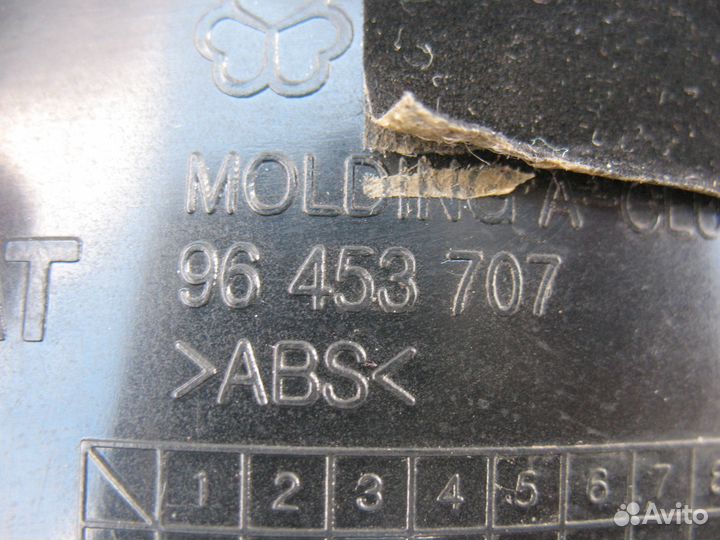 MOLDING A
96 453 707
>ABS<
1 2 3 4 5 6 7
Avito